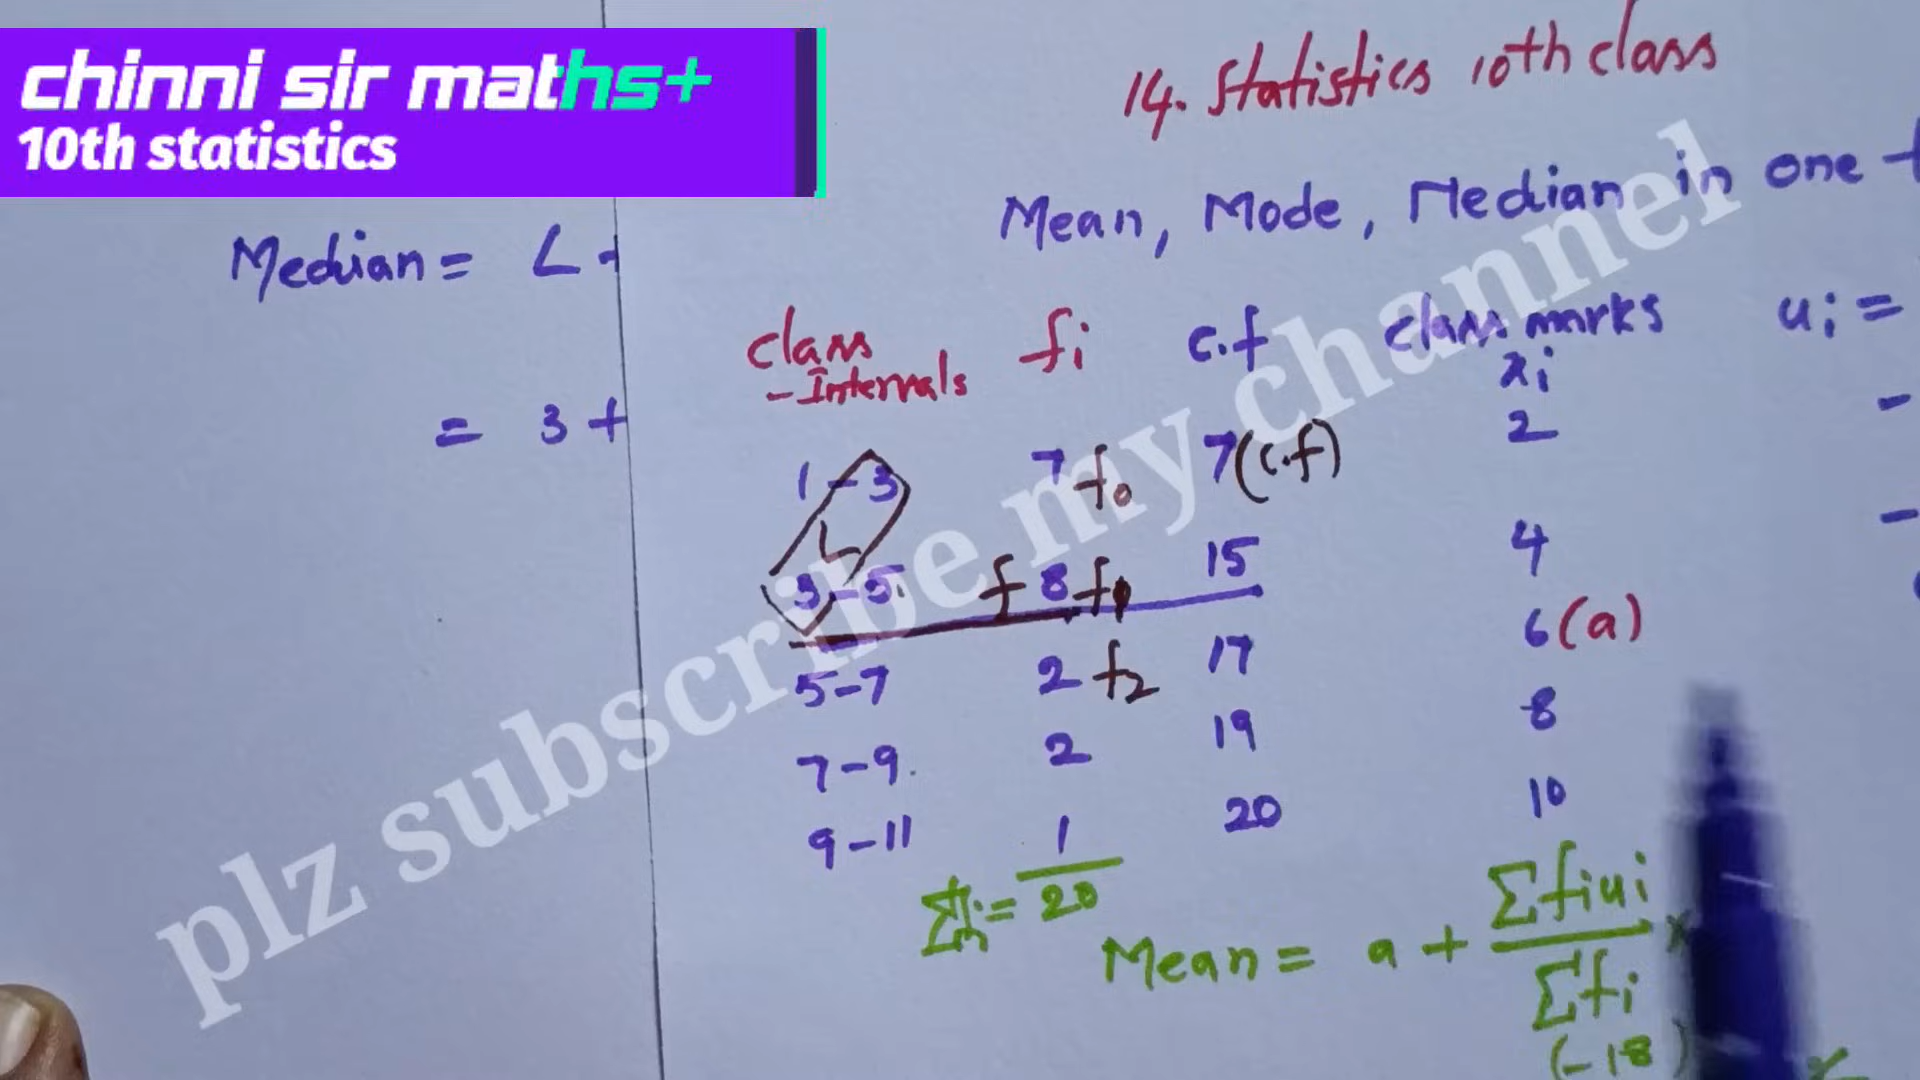 chinni sir maths+
10th statistics
14. Statistics 10th class
Mean, Mode, Median in one
Median = L +
= 3 +
class - Intervals fi c.f class marks xi ui =
1-3 7 f0 7 (c.f) 2
L
3-5 f 8 f1 15 4
5-7 2 f2 17 6 (a)
7-9 2 19 8
9-11 1 20 10
Σfi = 20
Mean = a + Σfiui
Σfi
(-18)
plz subscribe my channel